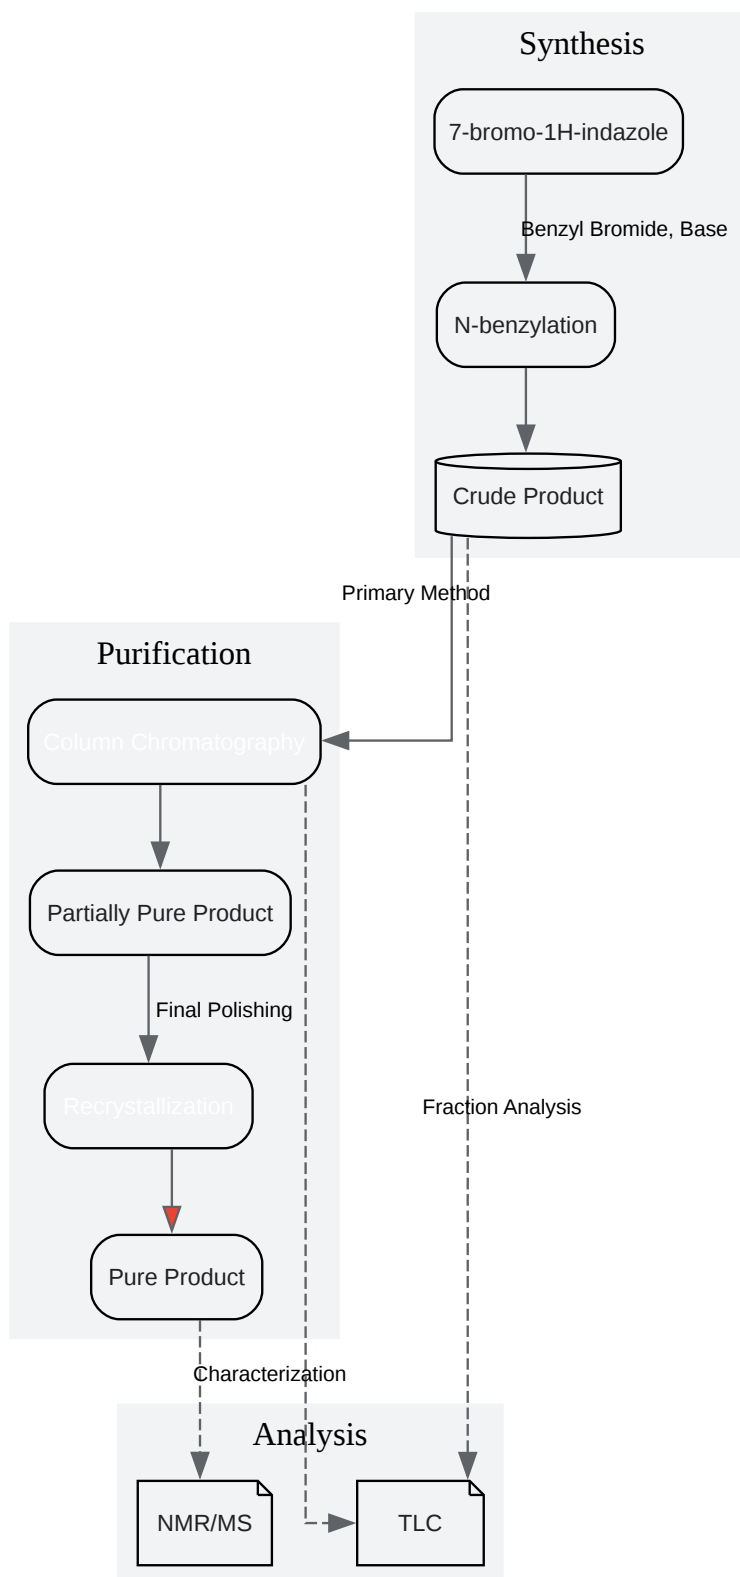 Synthesis
7-bromo-1H-indazole
Benzyl Bromide, Base
N-benzylation
Crude Product
Primary Method
Purification
Column Chromatography
Partially Pure Product
Final Polishing
Recrystallization
Fraction Analysis
Pure Product
Characterization
Analysis
NMR/MS
TLC